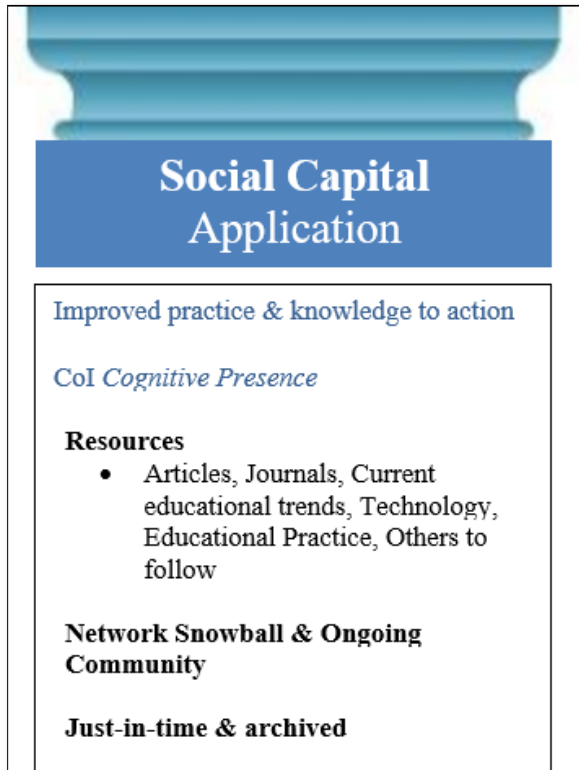 Social Capital
Application
Improved practice & knowledge to action
CoI Cognitive Presence
Resources
• Articles, Journals, Current
educational trends, Technology,
Educational Practice, Others to
follow
Network Snowball & Ongoing
Community
Just-in-time & archived